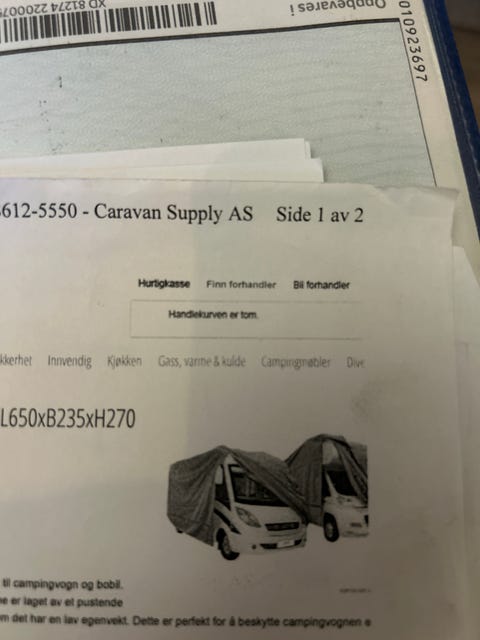 XD 81274 220007
Oppbevares i
010923697
612-5550 - Caravan Supply AS Side 1 av 2
Hurtigkasse Finn forhandler Bli forhandler
Handlekurven er tom.
kkerhet Innvendig Kjøkken Gass, varme & kulde Campingmøbler Dive
L650xB235xH270
til campingvogn og bobil.
ne er laget av et pustende
m det har en lav egenvekt. Dette er perfekt for å beskytte campingvognen e